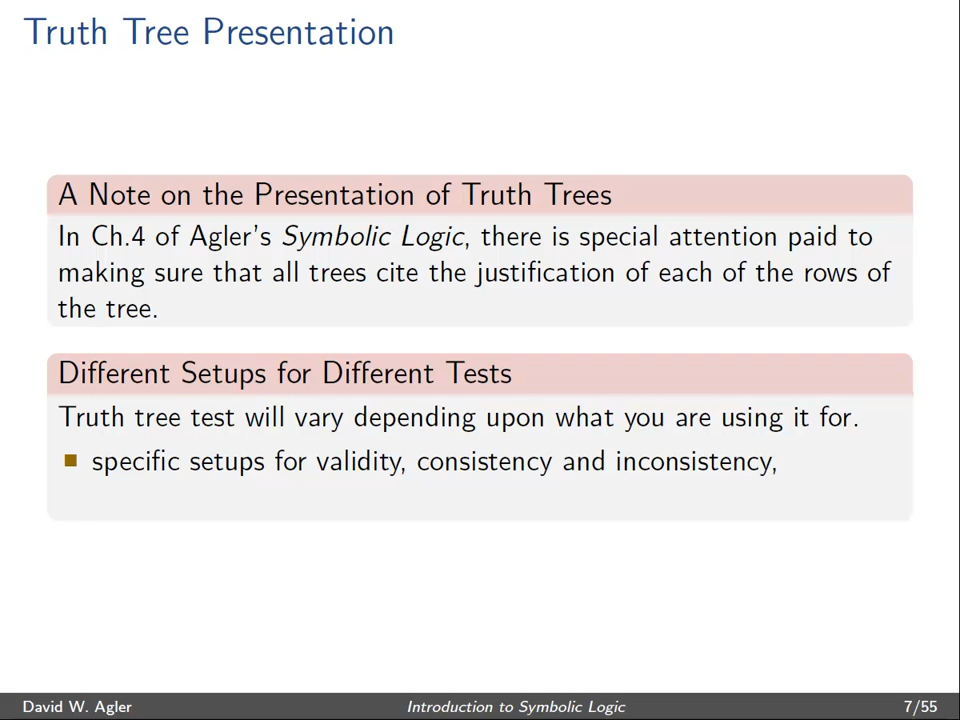 Truth Tree Presentation
A Note on the Presentation of Truth Trees
In Ch.4 of Agler's Symbolic Logic, there is special attention paid to
making sure that all trees cite the justification of each of the rows of
the tree.
Different Setups for Different Tests
Truth tree test will vary depending upon what you are using it for.
specific setups for validity, consistency and inconsistency,
David W. Agler
Introduction to Symbolic Logic
7/55